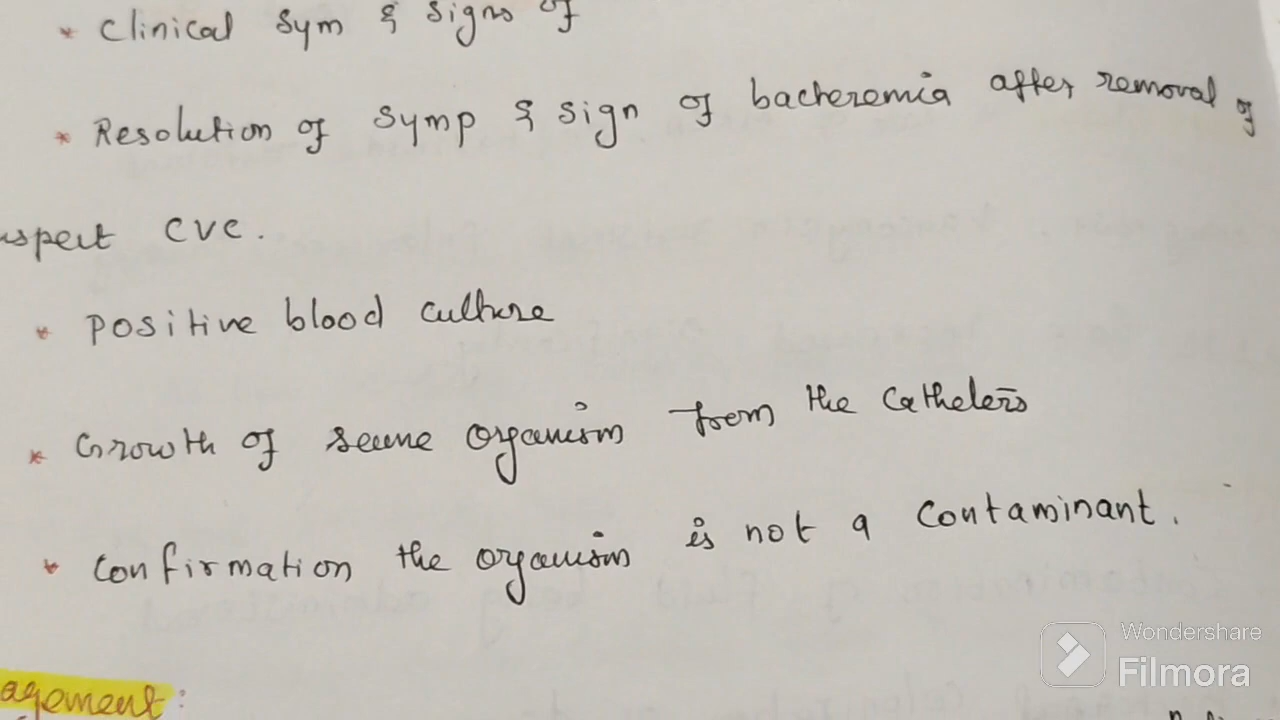 * Clinical Sym & Signs of
* Resolution of Symp & Sign of bacteremia after removal of
uspect CVC.
* Positive blood culture
* Growth of same organism from the catheters
* Confirmation the organism is not a contaminant.
agement:
Wondershare
Filmora